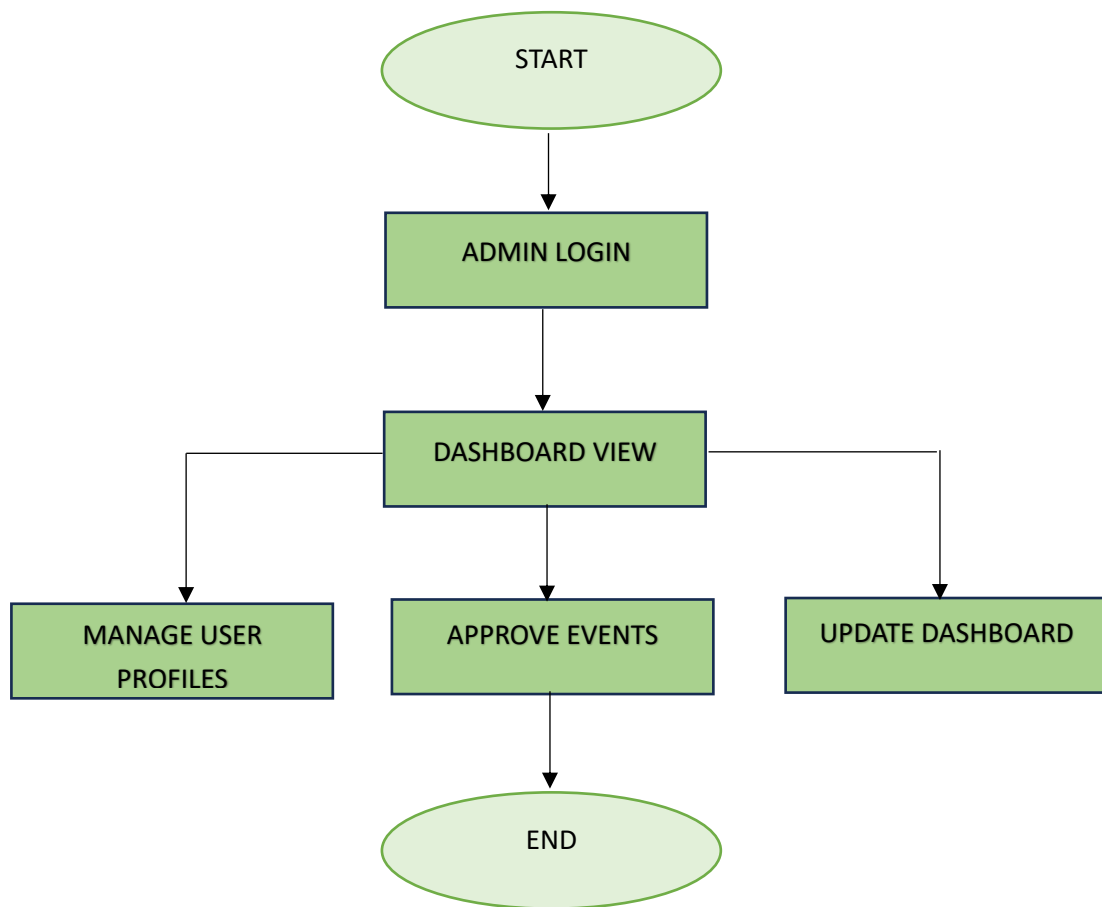 START
ADMIN LOGIN
DASHBOARD VIEW
MANAGE USER
PROFILES
APPROVE EVENTS
UPDATE DASHBOARD
END